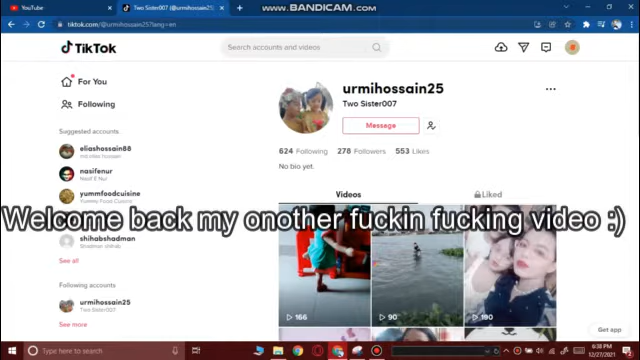 www.BANDICAM.com
YouTube
Two Sister007 (@urmihossain25)
tiktok.com/@urmihossain25?lang=en
TikTok
Search accounts and videos
For You
Following
Suggested accounts
eliashossain88
nasifenur
Nasif E Nur
yummfoodcuisine
Yummy Food Cuisine
shihabshadman
Shadman shihab
See all
Following accounts
urmihossain25
Two Sister007
See more
urmihossain25
Two Sister007
Message
624 Following 278 Followers 553 Likes
No bio yet.
Videos
Liked
Welcome back my onother fuckin fucking video :)
166
90
190
Get app
Type here to search
6:38 PM
12/27/2021